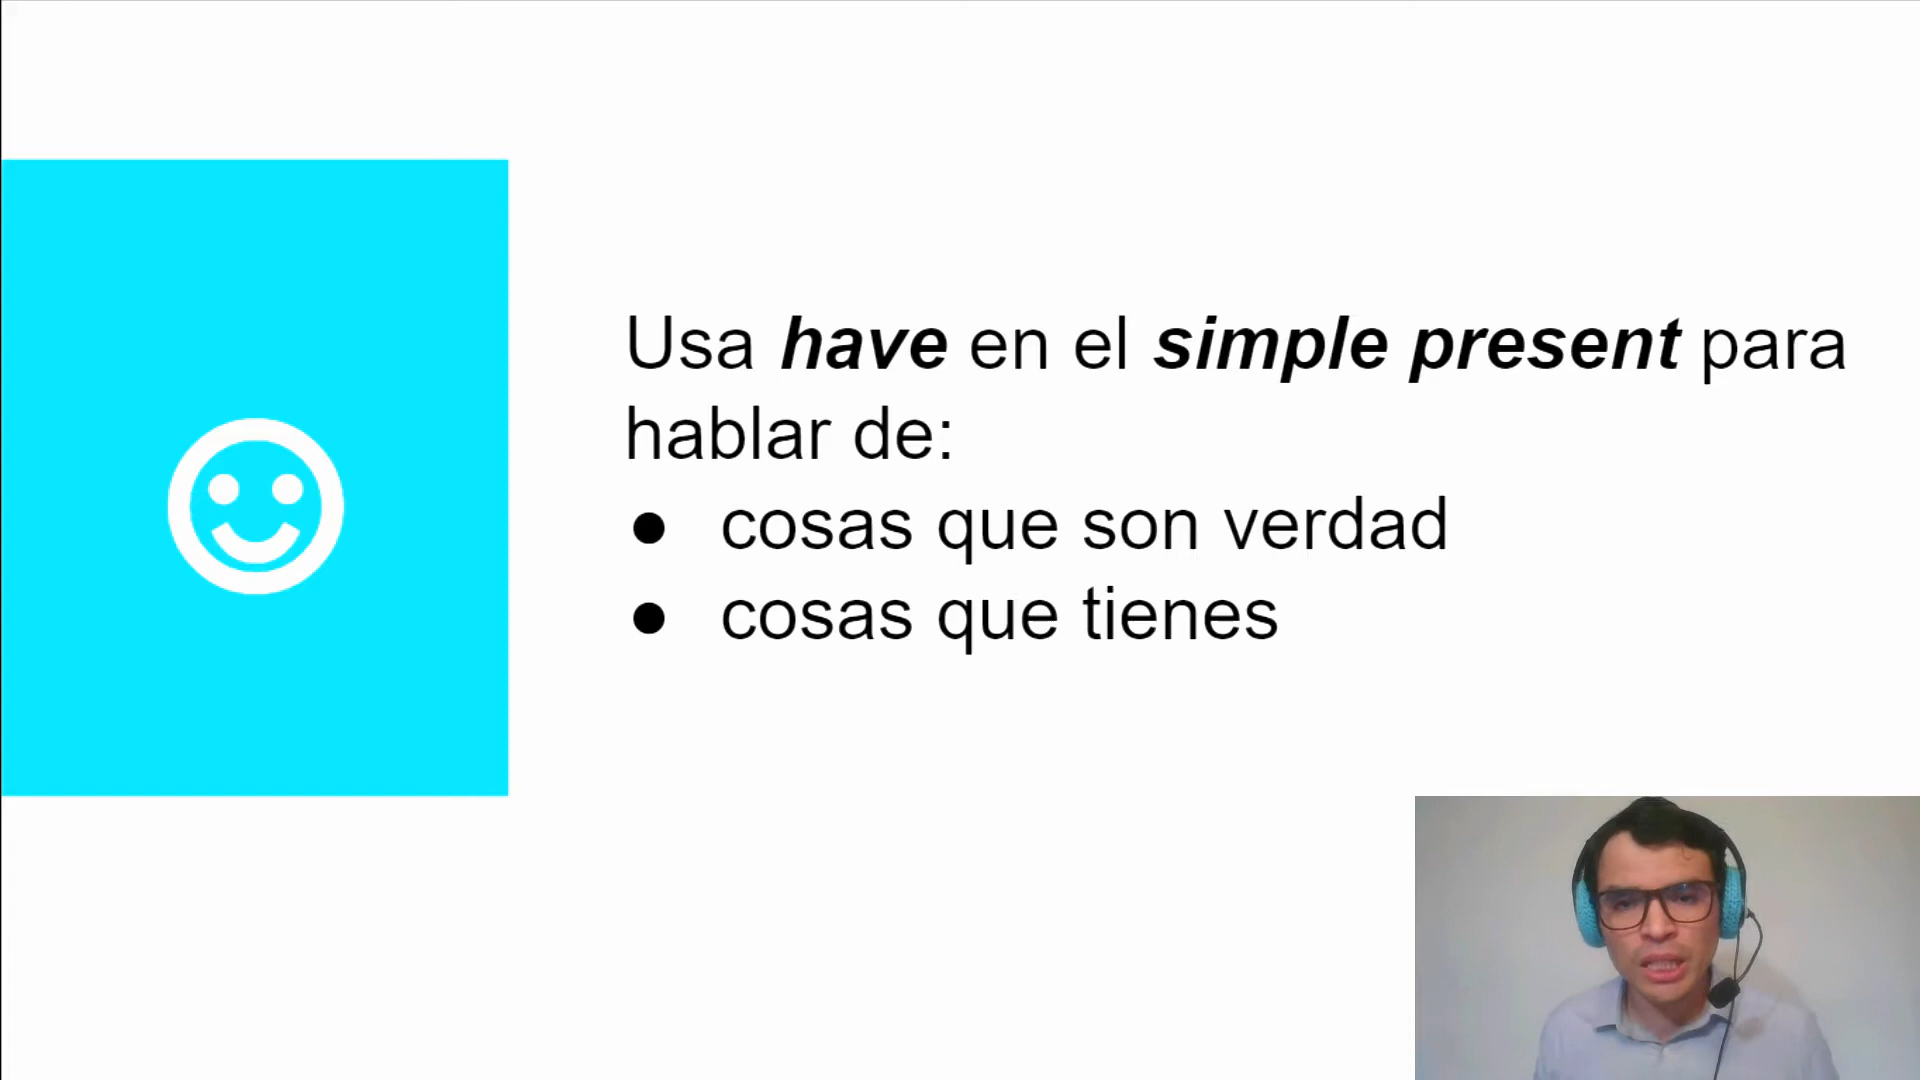 Usa have en el simple present para
hablar de:
● cosas que son verdad
● cosas que tienes